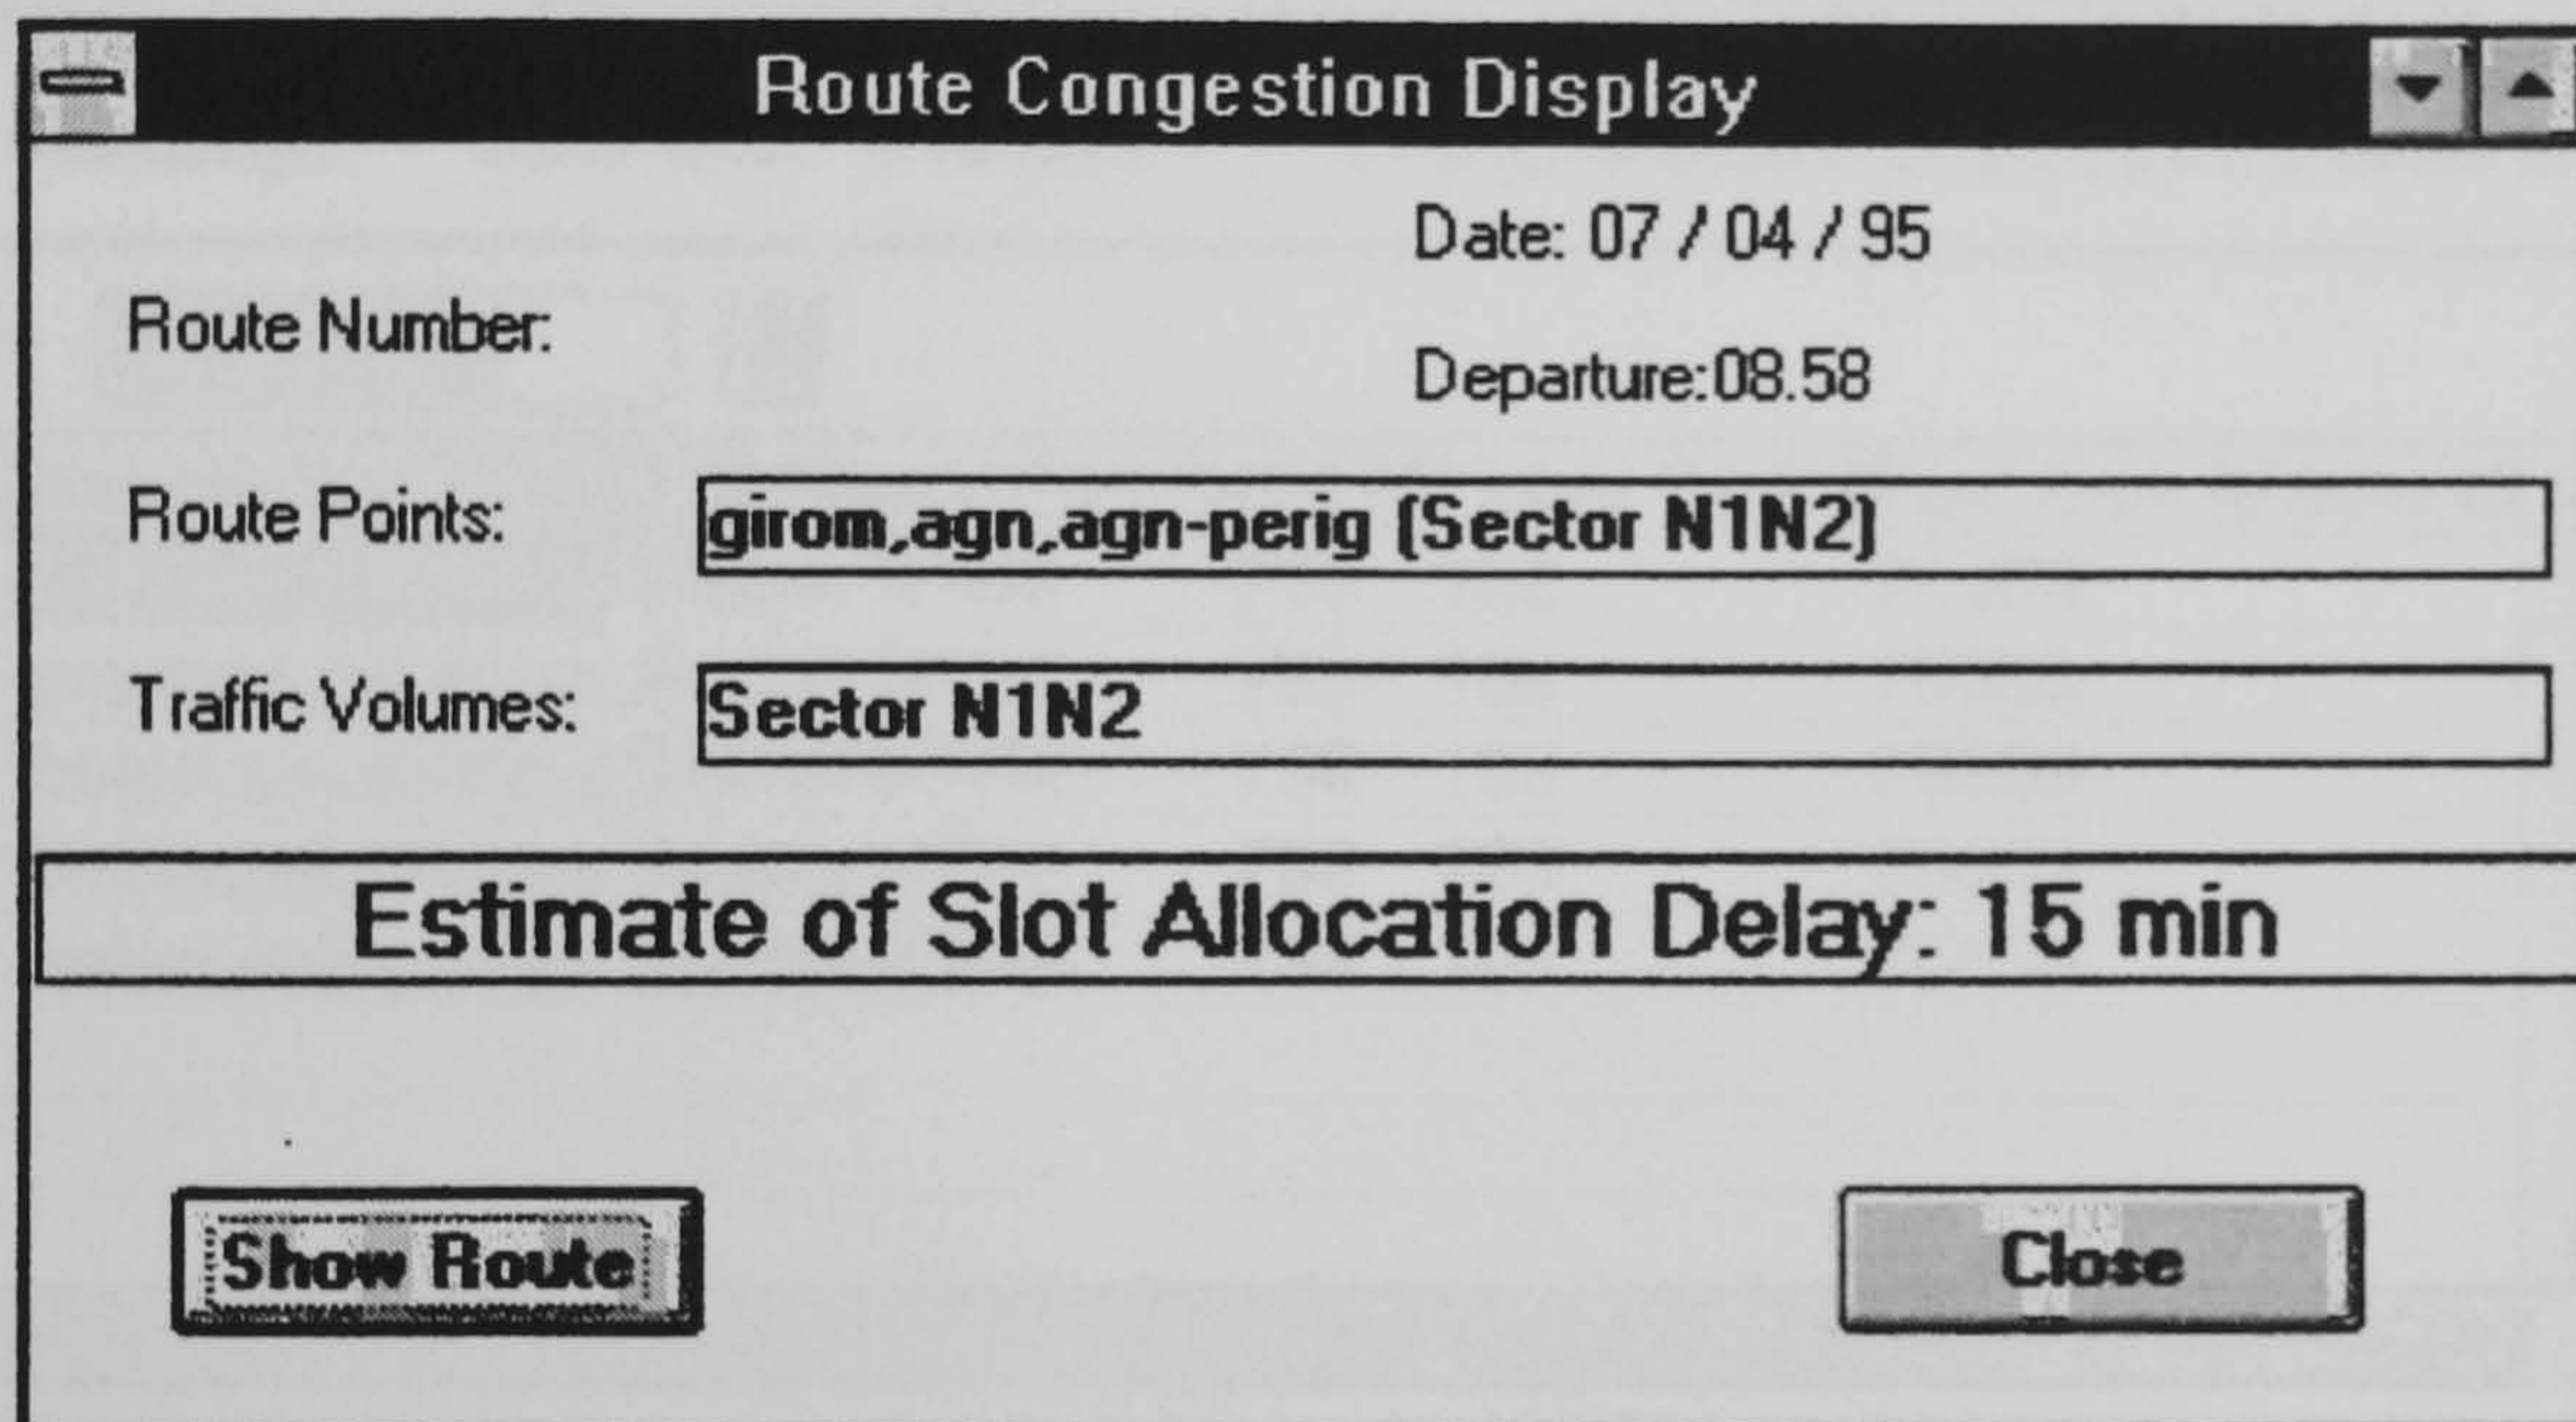 Route Congestion Display
Date: 07 / 04 / 95
Route Number:
Departure:08.58
Route Points: girom,agn,agn-perig (Sector N1N2)
Traffic Volumes: Sector N1N2
Estimate of Slot Allocation Delay: 15 min
Show Route
Close